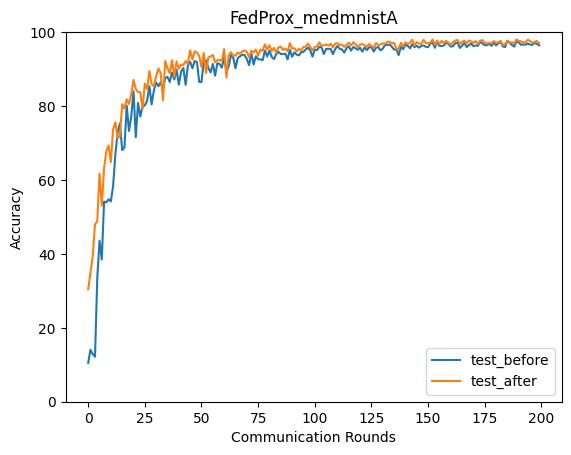 FedProx_medmnistA
Accuracy
100
80
60
40
20
0
0 25 50 75 100 125 150 175 200
Communication Rounds
test_before
test_after